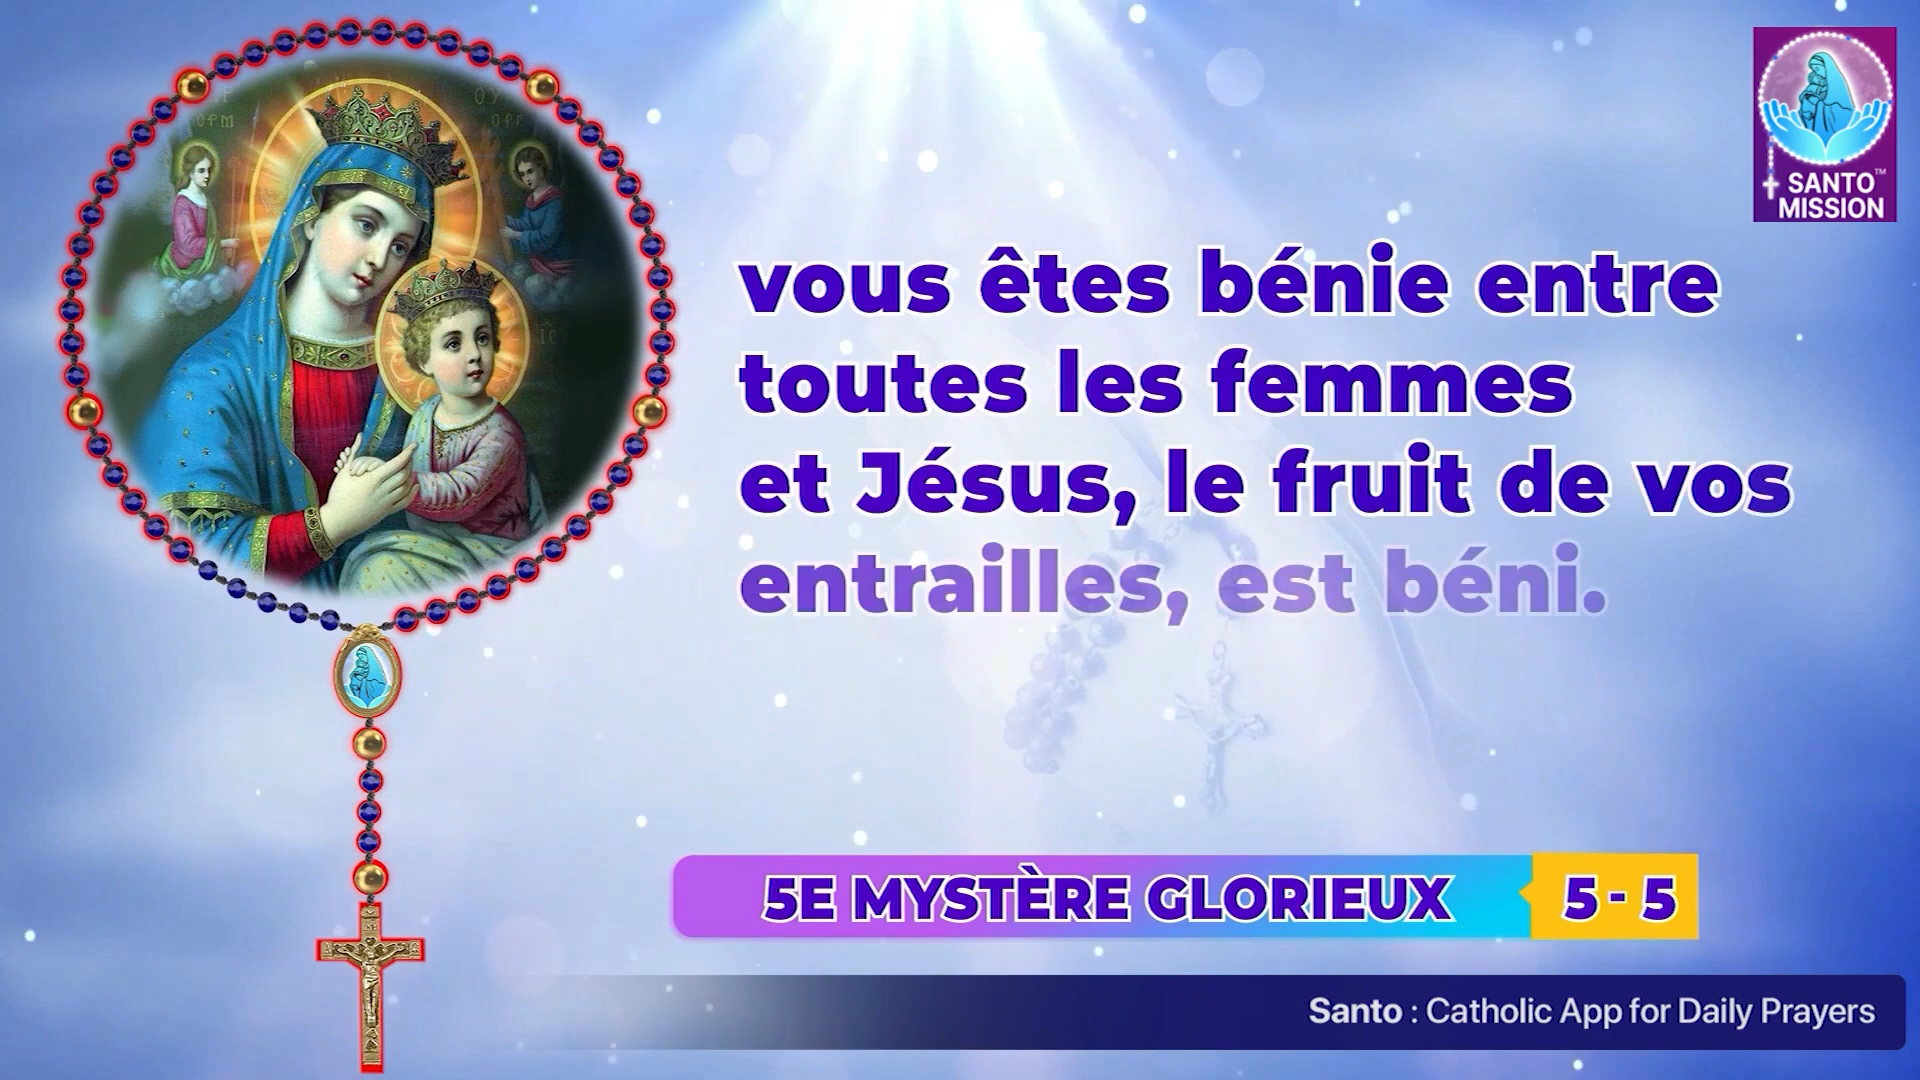 SANTO™
MISSION
vous êtes bénie entre
toutes les femmes
et Jésus, le fruit de vos
entrailles, est béni.
5E MYSTÈRE GLORIEUX 5 - 5
Santo : Catholic App for Daily Prayers